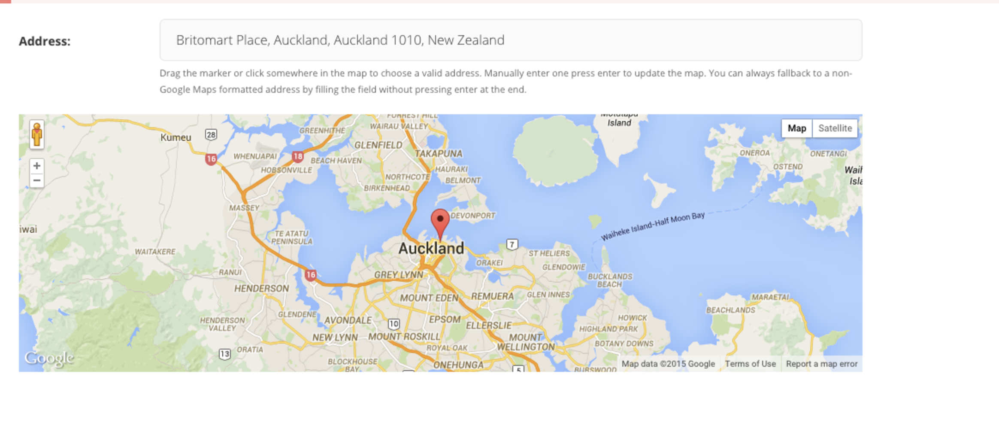 Address:
Britomart Place, Auckland, Auckland 1010, New Zealand
Drag the marker or click somewhere in the map to choose a valid address. Manually enter one press enter to update the map. You can always fallback to a non-
Google Maps formatted address by filling the field without pressing enter at the end.
FORREST HILL
Motutapu
Island
WAIRAU VALLEY
GREENHITHE
Map
Satellite
Kumeu
28
GLENFIELD
TAKAPUNA
ONEROA
ONETANGI
16
WHENUAPAI
18
BEACH HAVEN
+
−
HOBSONVILLE
HAURAKI
OSTEND
Waih
Isla
NORTHCOTE
BELMONT
BIRKENHEAD
MASSEY
DEVONPORT
Waiheke Island-Half Moon Bay
iwai
TE ATATU
PENINSULA
WAITAKERE
Auckland
7
ST HELIERS
ORAKEI
GLENDOWIE
RANUI
16
GREY LYNN
BUCKLANDS
BEACH
HENDERSON
MOUNT EDEN
REMUERA
GLEN INNES
MARAETAI
BEACHLANDS
GLENDENE
HENDERSON
VALLEY
AVONDALE
10
EPSOM
ELLERSLIE
HOWICK
HIGHLAND PARK
NEW LYNN
MOUNT ROSKILL
MOUNT
WELLINGTON
BOTANY DOWNS
13
ORATIA
ROYAL OAK
Google
BLOCKHOUSE
BAY
ONEHUNGA
5
BURSWOOD
Map data ©2015 Google
Terms of Use
Report a map error